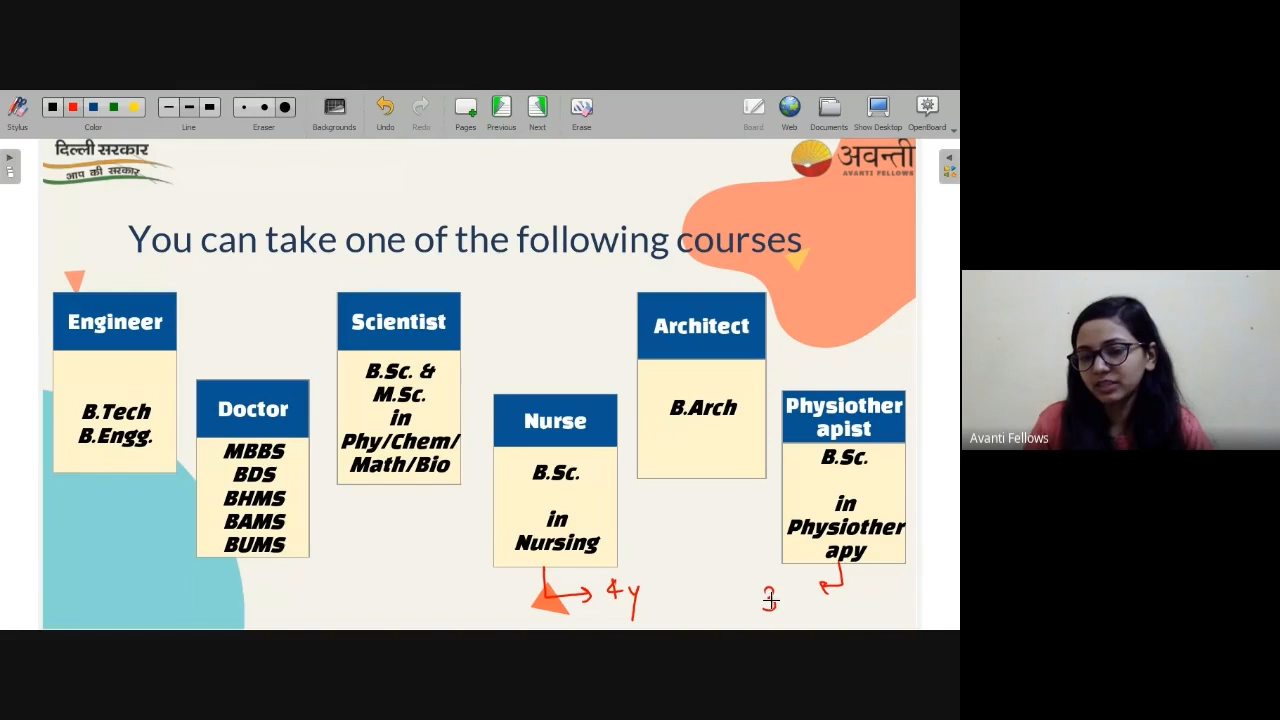 Stylus
Color
Line
Eraser
Backgrounds
Undo
Redo
Pages
Previous
Next
Erase
Board
Web
Documents
Show Desktop
OpenBoard
दिल्ली सरकार
आप की सरकार
अवन्ती
AVANTI FELLOWS
You can take one of the following courses
Engineer
B.Tech
B.Engg.
Doctor
MBBS
BDS
BHMS
BAMS
BUMS
Scientist
B.Sc. &
M.Sc.
in
Phy/Chem/
Math/Bio
Nurse
B.Sc.
in
Nursing
4y
Architect
B.Arch
Physiother
apist
B.Sc.
in
Physiother
apy
3
Avanti Fellows